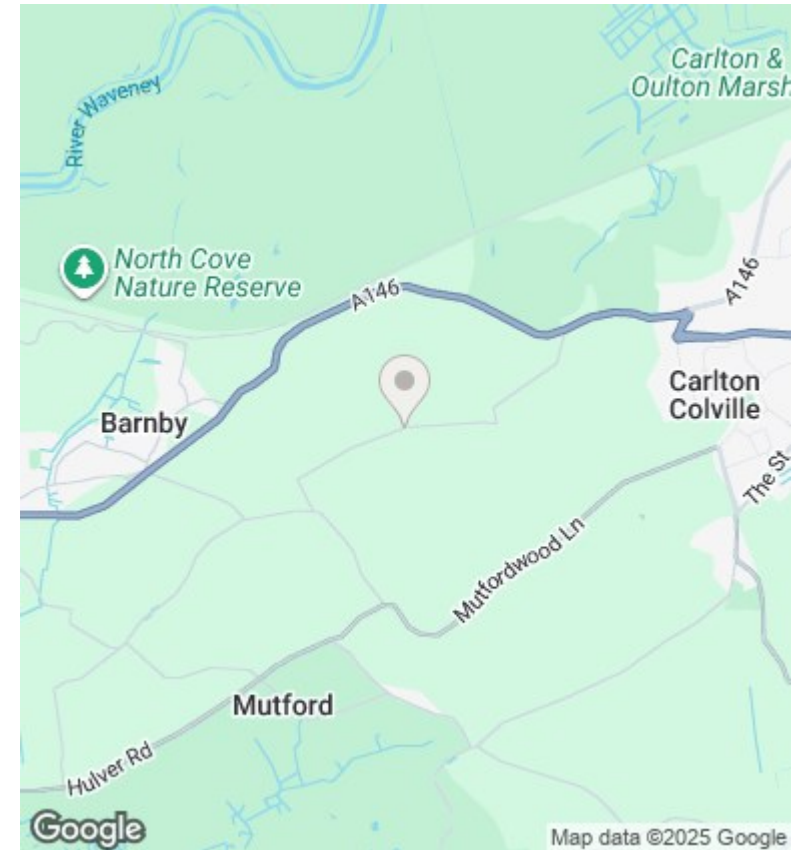 Carlton &
Oulton Marsh
River Waveney
North Cove
Nature Reserve
A146
A146
Barnby
Carlton
Colville
The St
Mutfordwood Ln
Mutford
Hulver Rd
Google
Map data ©2025 Google